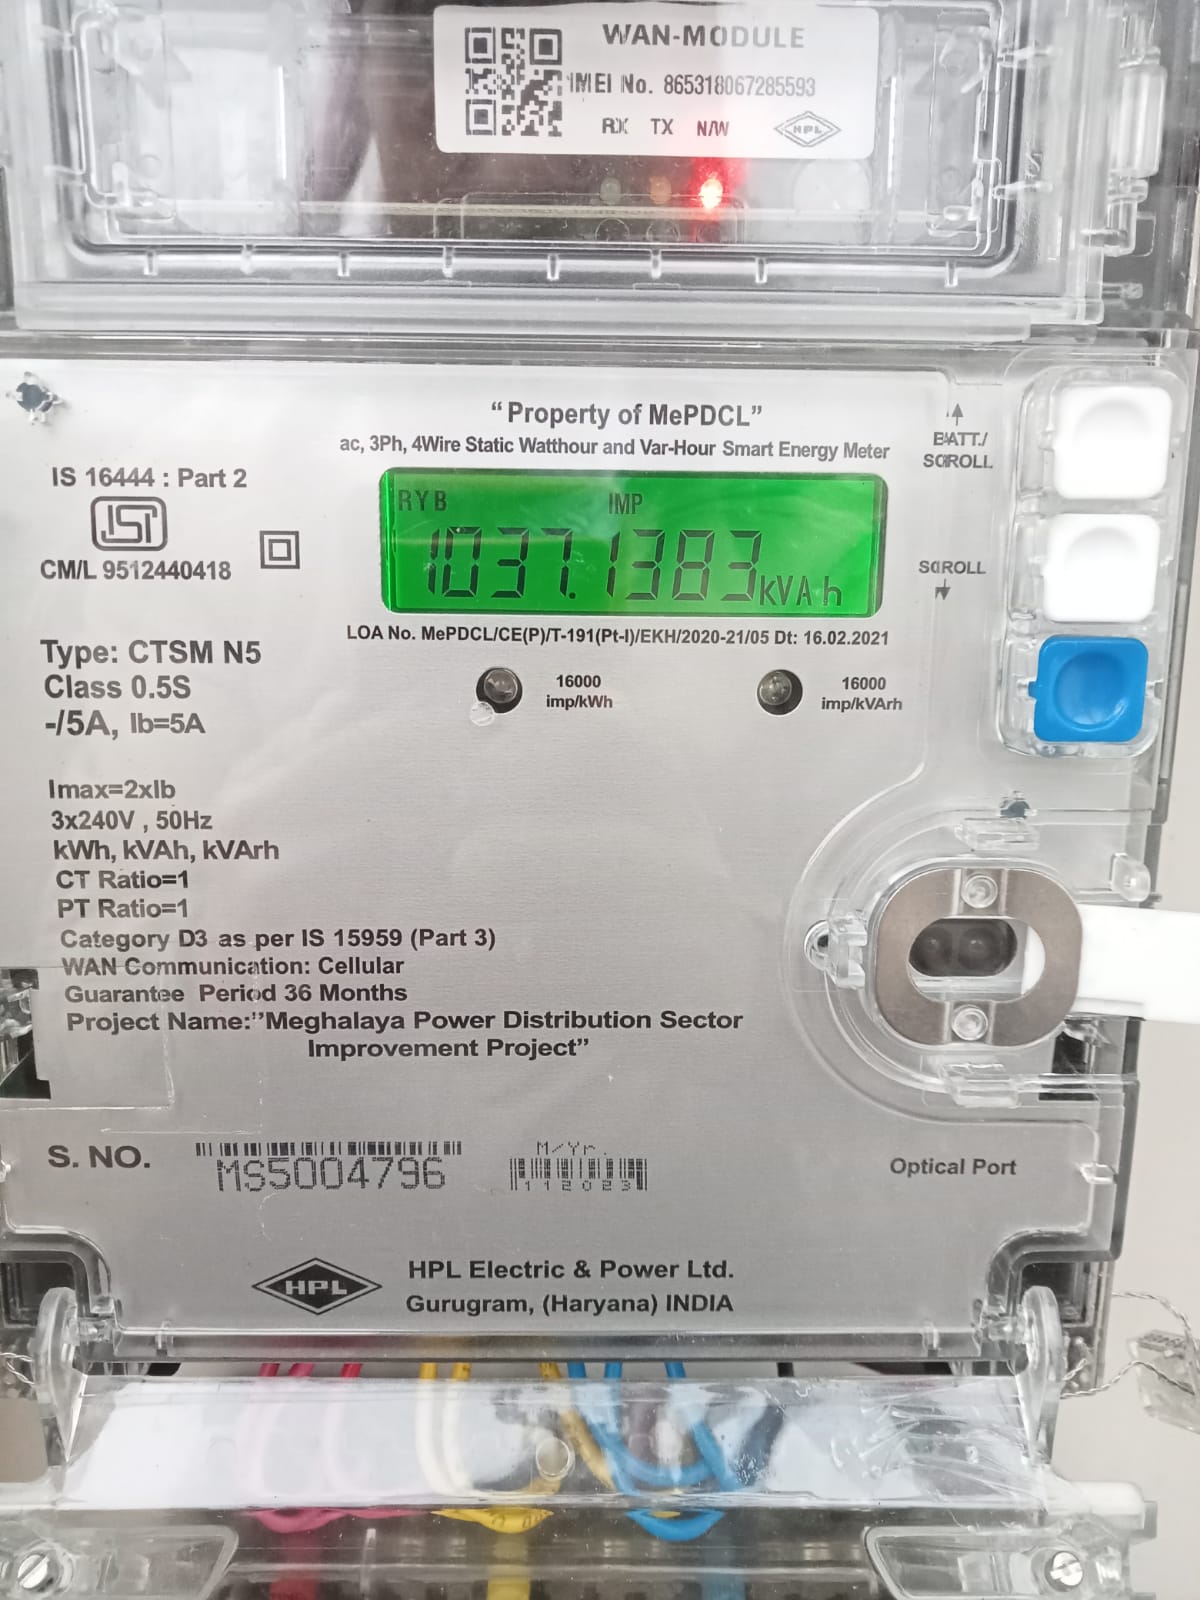 WAN-MODULE
IMEI No. 865318067285593
RX TX N/W
HPL
"Property of MePDCL"
ac, 3Ph, 4Wire Static Watthour and Var-Hour Smart Energy Meter
BATT./
SCROLL
IS 16444 : Part 2
ISI
CM/L 9512440418
RYB IMP
1037.1383kVAh
SCROLL
LOA No. MePDCL/CE(P)/T-191(Pt-I)/EKH/2020-21/05 Dt: 16.02.2021
Type: CTSM N5
Class 0.5S
-/5A, Ib=5A
16000
imp/kWh
16000
imp/kVArh
Imax=2xIb
3x240V , 50Hz
kWh, kVAh, kVArh
CT Ratio=1
PT Ratio=1
Category D3 as per IS 15959 (Part 3)
WAN Communication: Cellular
Guarantee Period 36 Months
Project Name:"Meghalaya Power Distribution Sector
Improvement Project"
S. NO. MS5004796
M/Yr.
112023
Optical Port
HPL
HPL Electric & Power Ltd.
Gurugram, (Haryana) INDIA